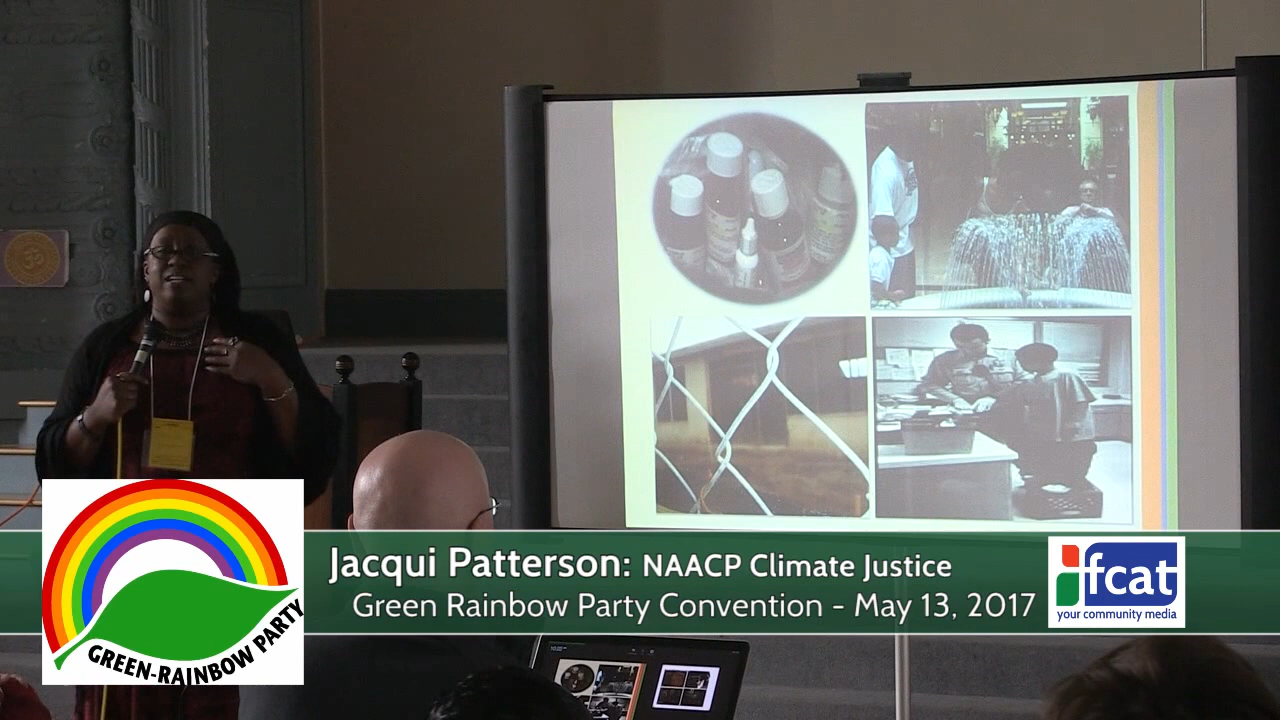 Jacqui Patterson: NAACP Climate Justice
Green Rainbow Party Convention - May 13, 2017
GREEN-RAINBOW PARTY
fcat
your community media
ॐ